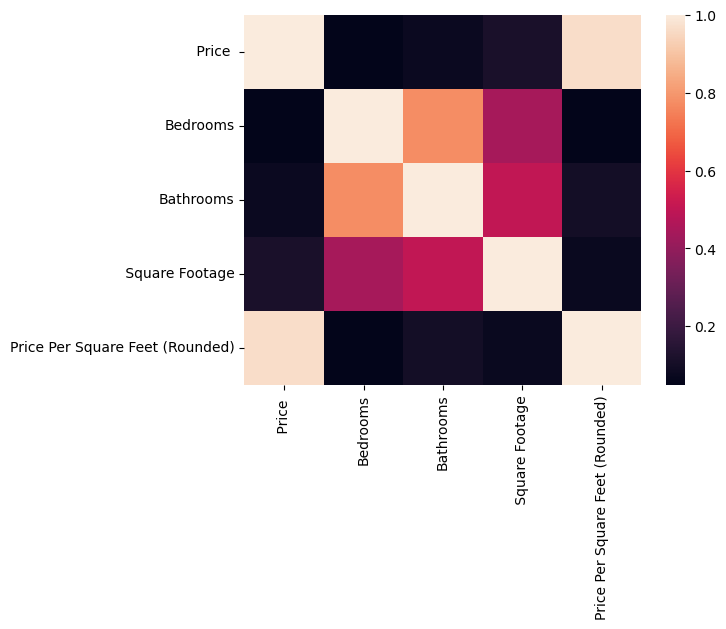 Price
Bedrooms
Bathrooms
Square Footage
Price Per Square Feet (Rounded)
1.0
0.8
0.6
0.4
0.2
Price
Bedrooms
Bathrooms
Square Footage
Price Per Square Feet (Rounded)